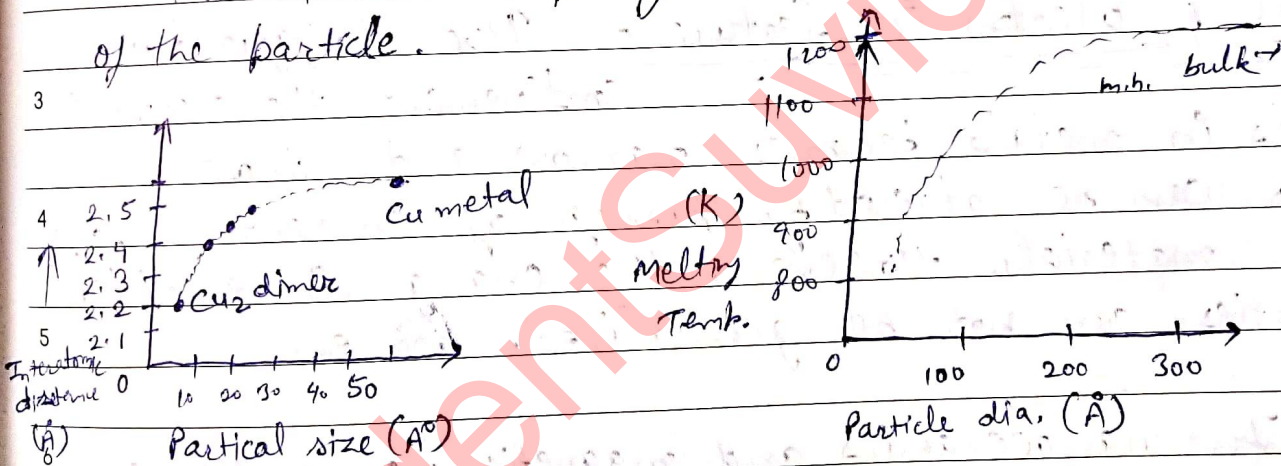 of the particle.
3
4
5
2.5
2.4
2.3
2.2
2.1
0
Cu metal
Cu2 dimer
Interatomic
distance
(Å)
10 20 30 40 50
Partical size (A°)
1200
1100
1000
900
800
0
(K)
Melting
Temp.
bulk→
100 200 300
Particle dia. (Å)